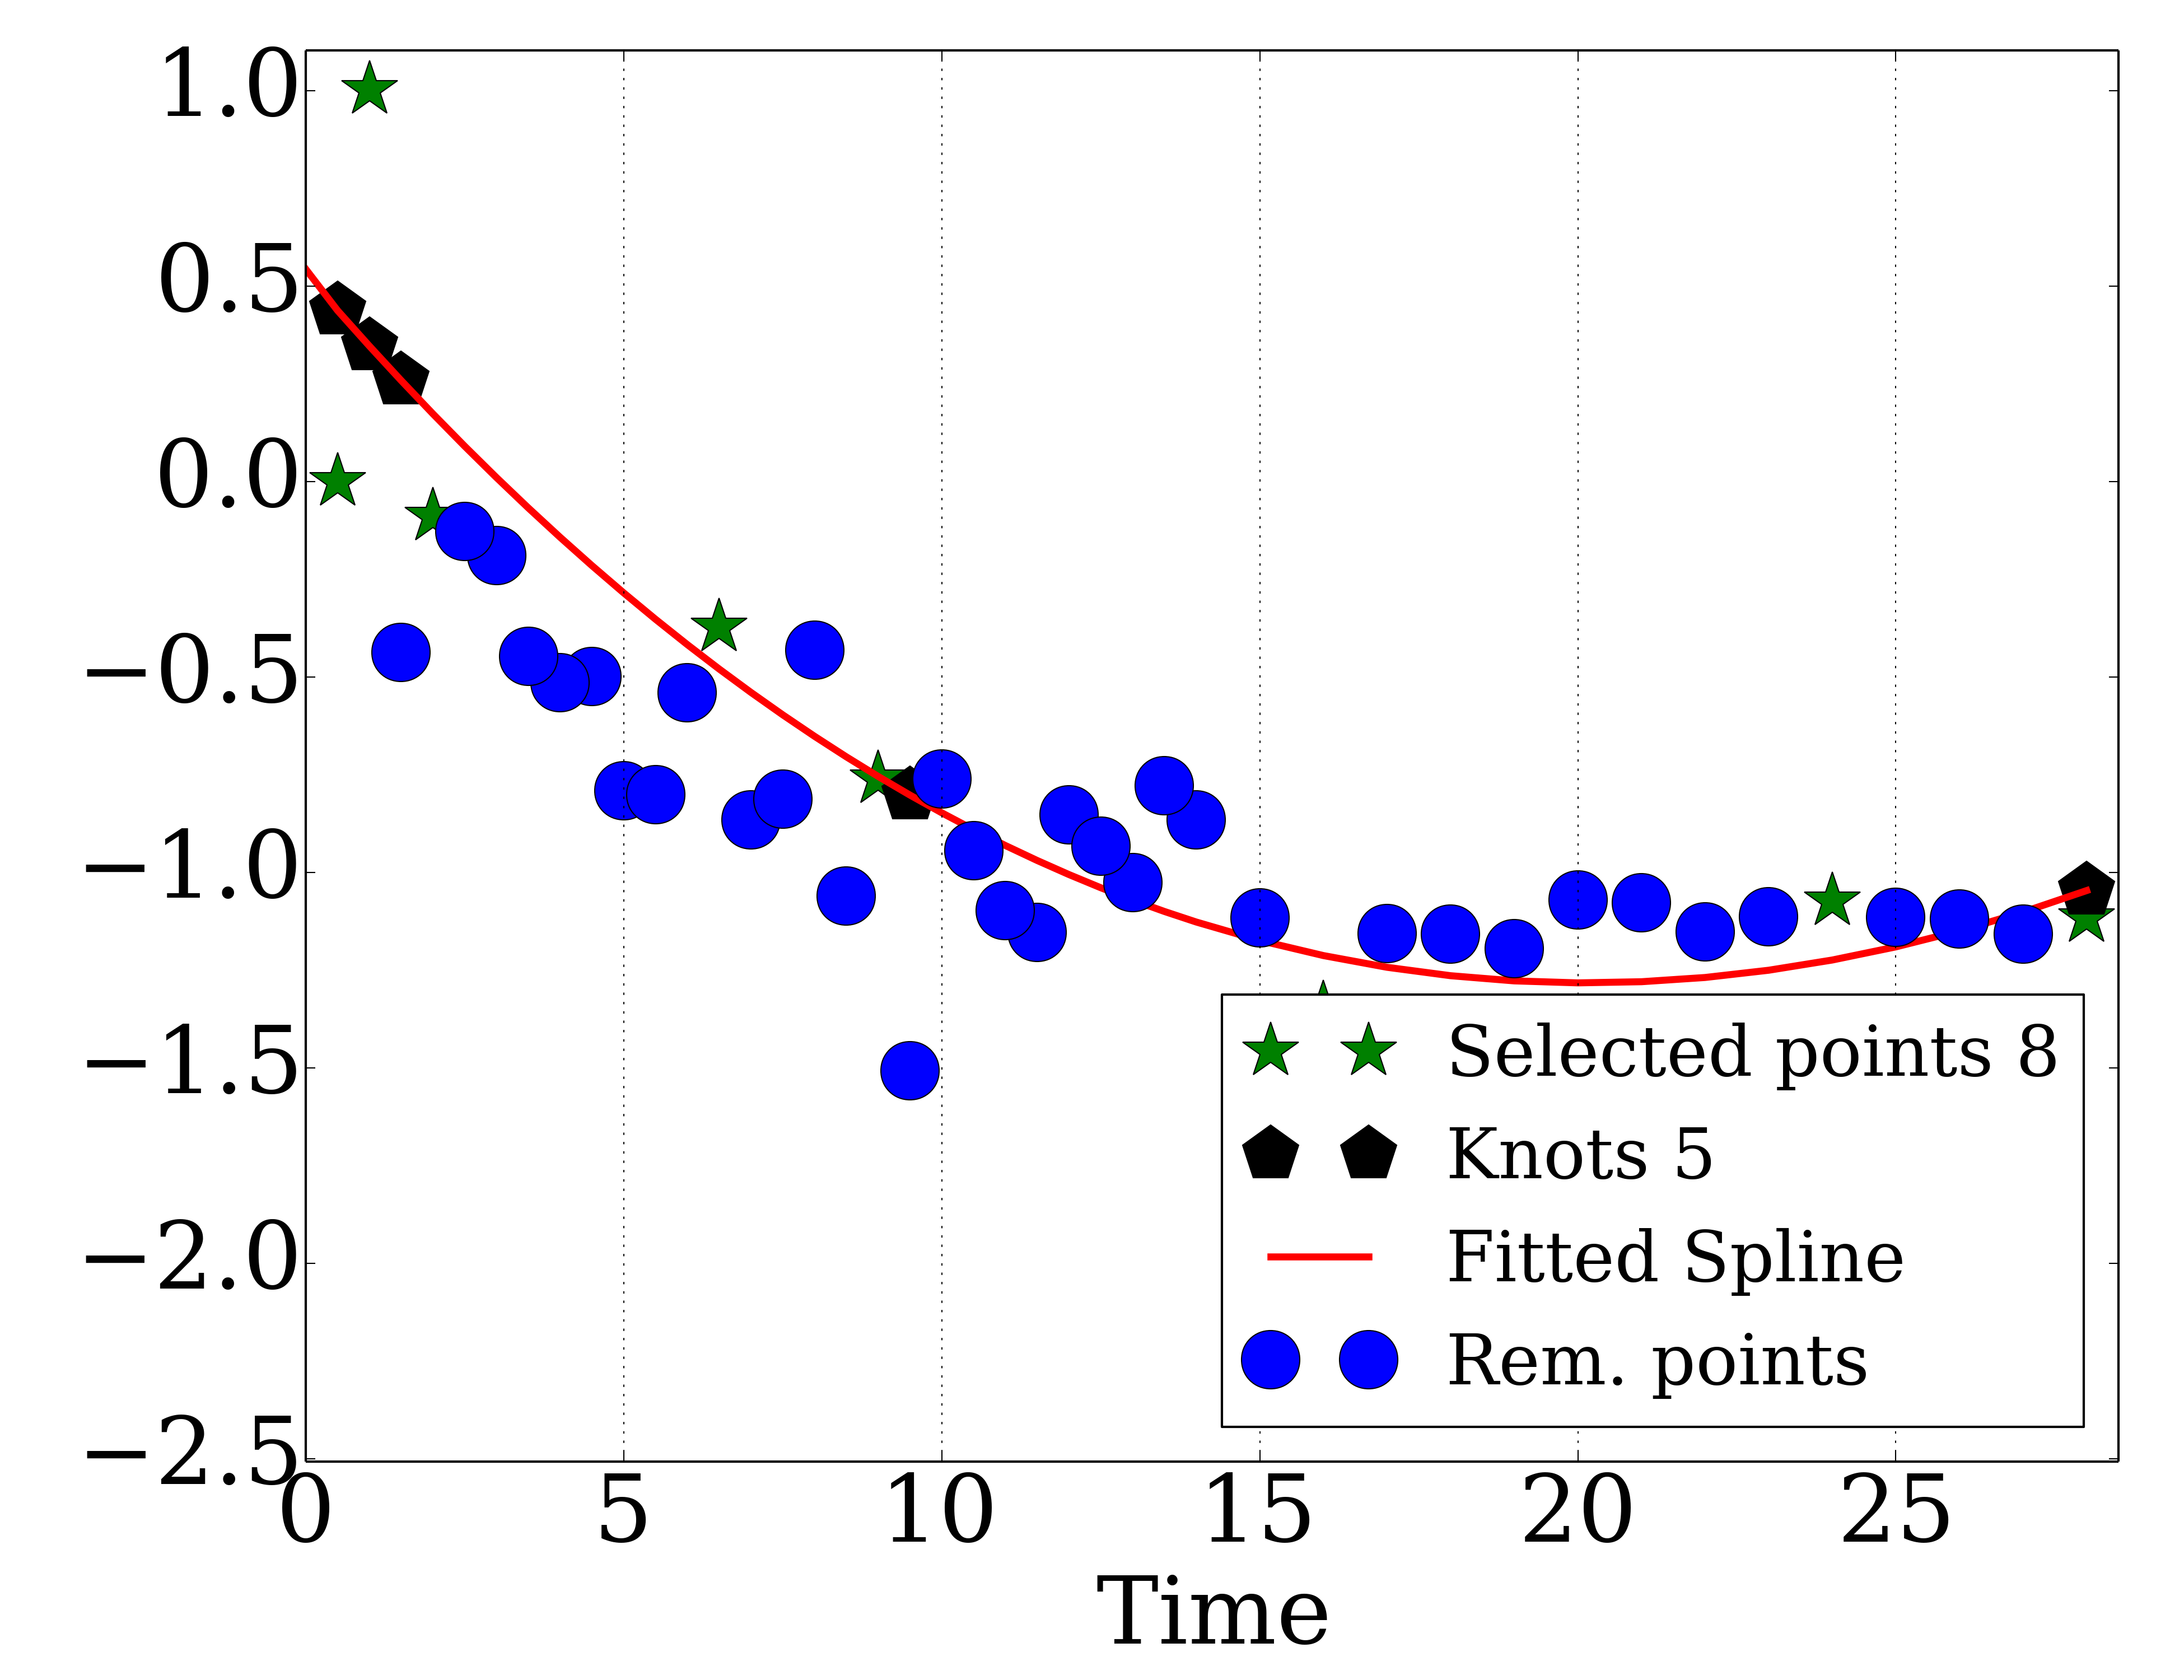 1.0
0.5
0.0
−0.5
−1.0
−1.5
−2.0
−2.5
0 5 10 15 20 25
Time
Selected points 8
Knots 5
Fitted Spline
Rem. points